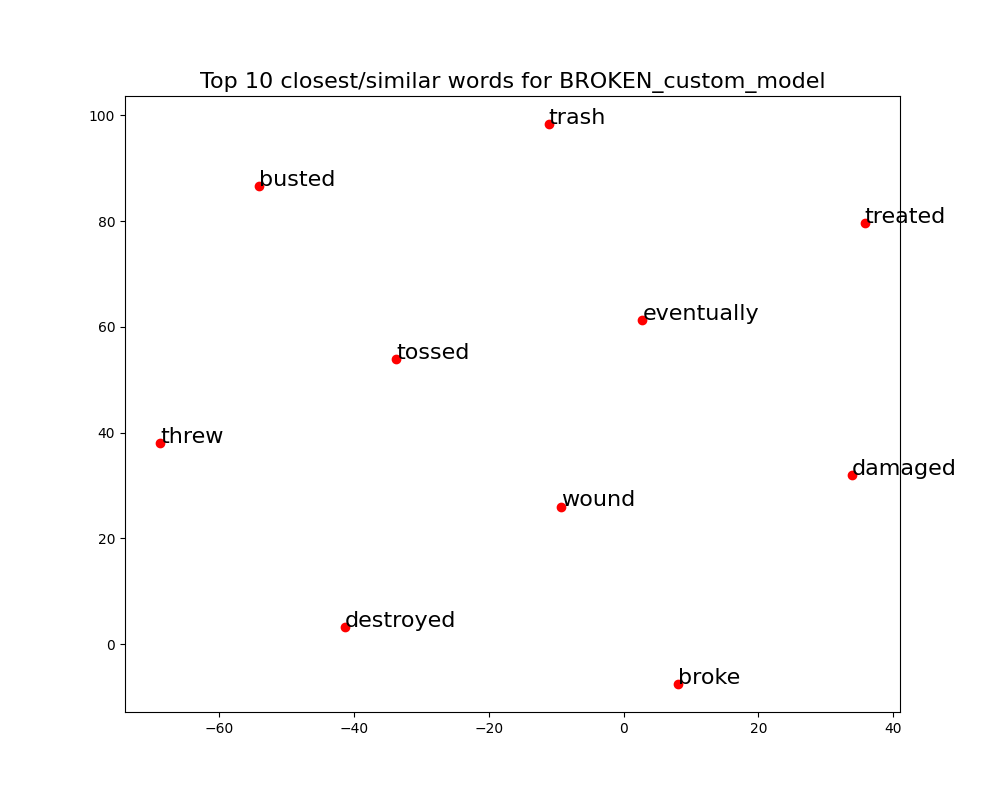 Top 10 closest/similar words for BROKEN_custom_model
100
trash
busted
80
treated
60
eventually
tossed
40
threw
damaged
wound
20
destroyed
0
broke
−60
−40
−20
0
20
40